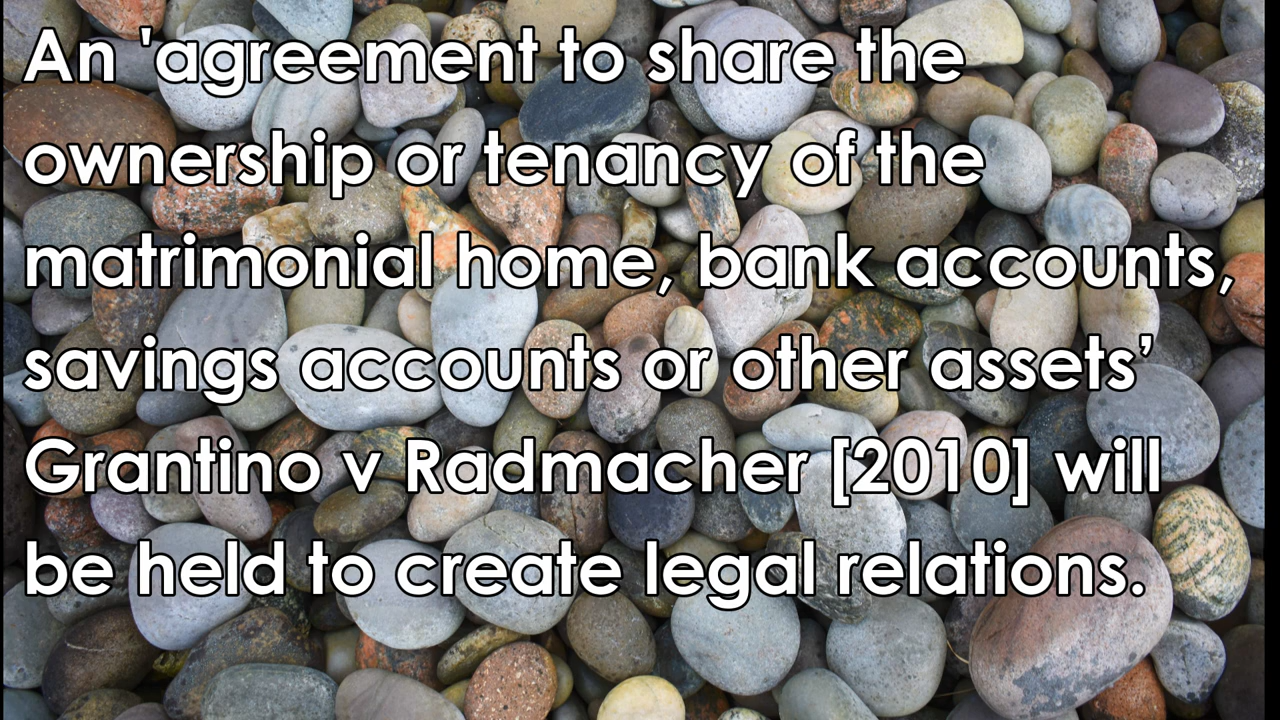 An 'agreement to share the
ownership or tenancy of the
matrimonial home, bank accounts,
savings accounts or other assets’
Grantino v Radmacher [2010] will
be held to create legal relations.